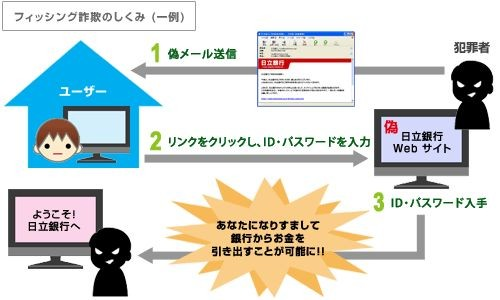 フィッシング詐欺のしくみ (一例)
1 偽メール送信
日立銀行
犯罪者
ユーザー
2 リンクをクリックし、ID・パスワードを入力
偽 日立銀行
Web サイト
3 ID・パスワード入手
ようこそ!
日立銀行へ
あなたになりすまして
銀行からお金を
引き出すことが可能に!!